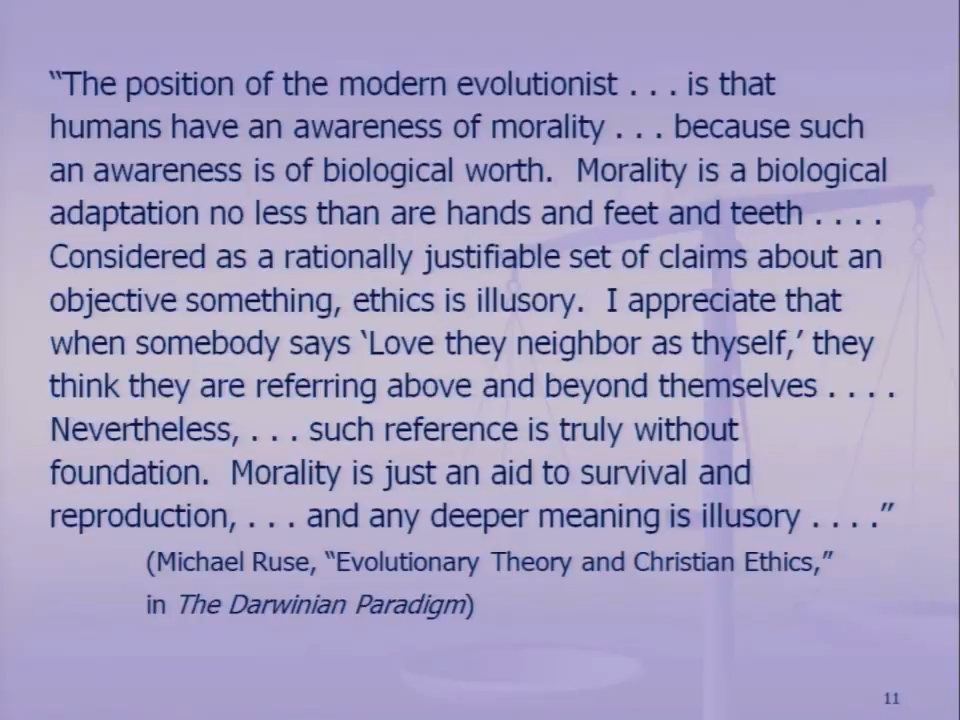 “The position of the modern evolutionist . . . is that
humans have an awareness of morality . . . because such
an awareness is of biological worth.  Morality is a biological
adaptation no less than are hands and feet and teeth . . . .
Considered as a rationally justifiable set of claims about an
objective something, ethics is illusory.  I appreciate that
when somebody says ‘Love they neighbor as thyself,’ they
think they are referring above and beyond themselves . . . .
Nevertheless, . . . such reference is truly without
foundation.  Morality is just an aid to survival and
reproduction, . . . and any deeper meaning is illusory . . . .”
(Michael Ruse, “Evolutionary Theory and Christian Ethics,”
in The Darwinian Paradigm)
11